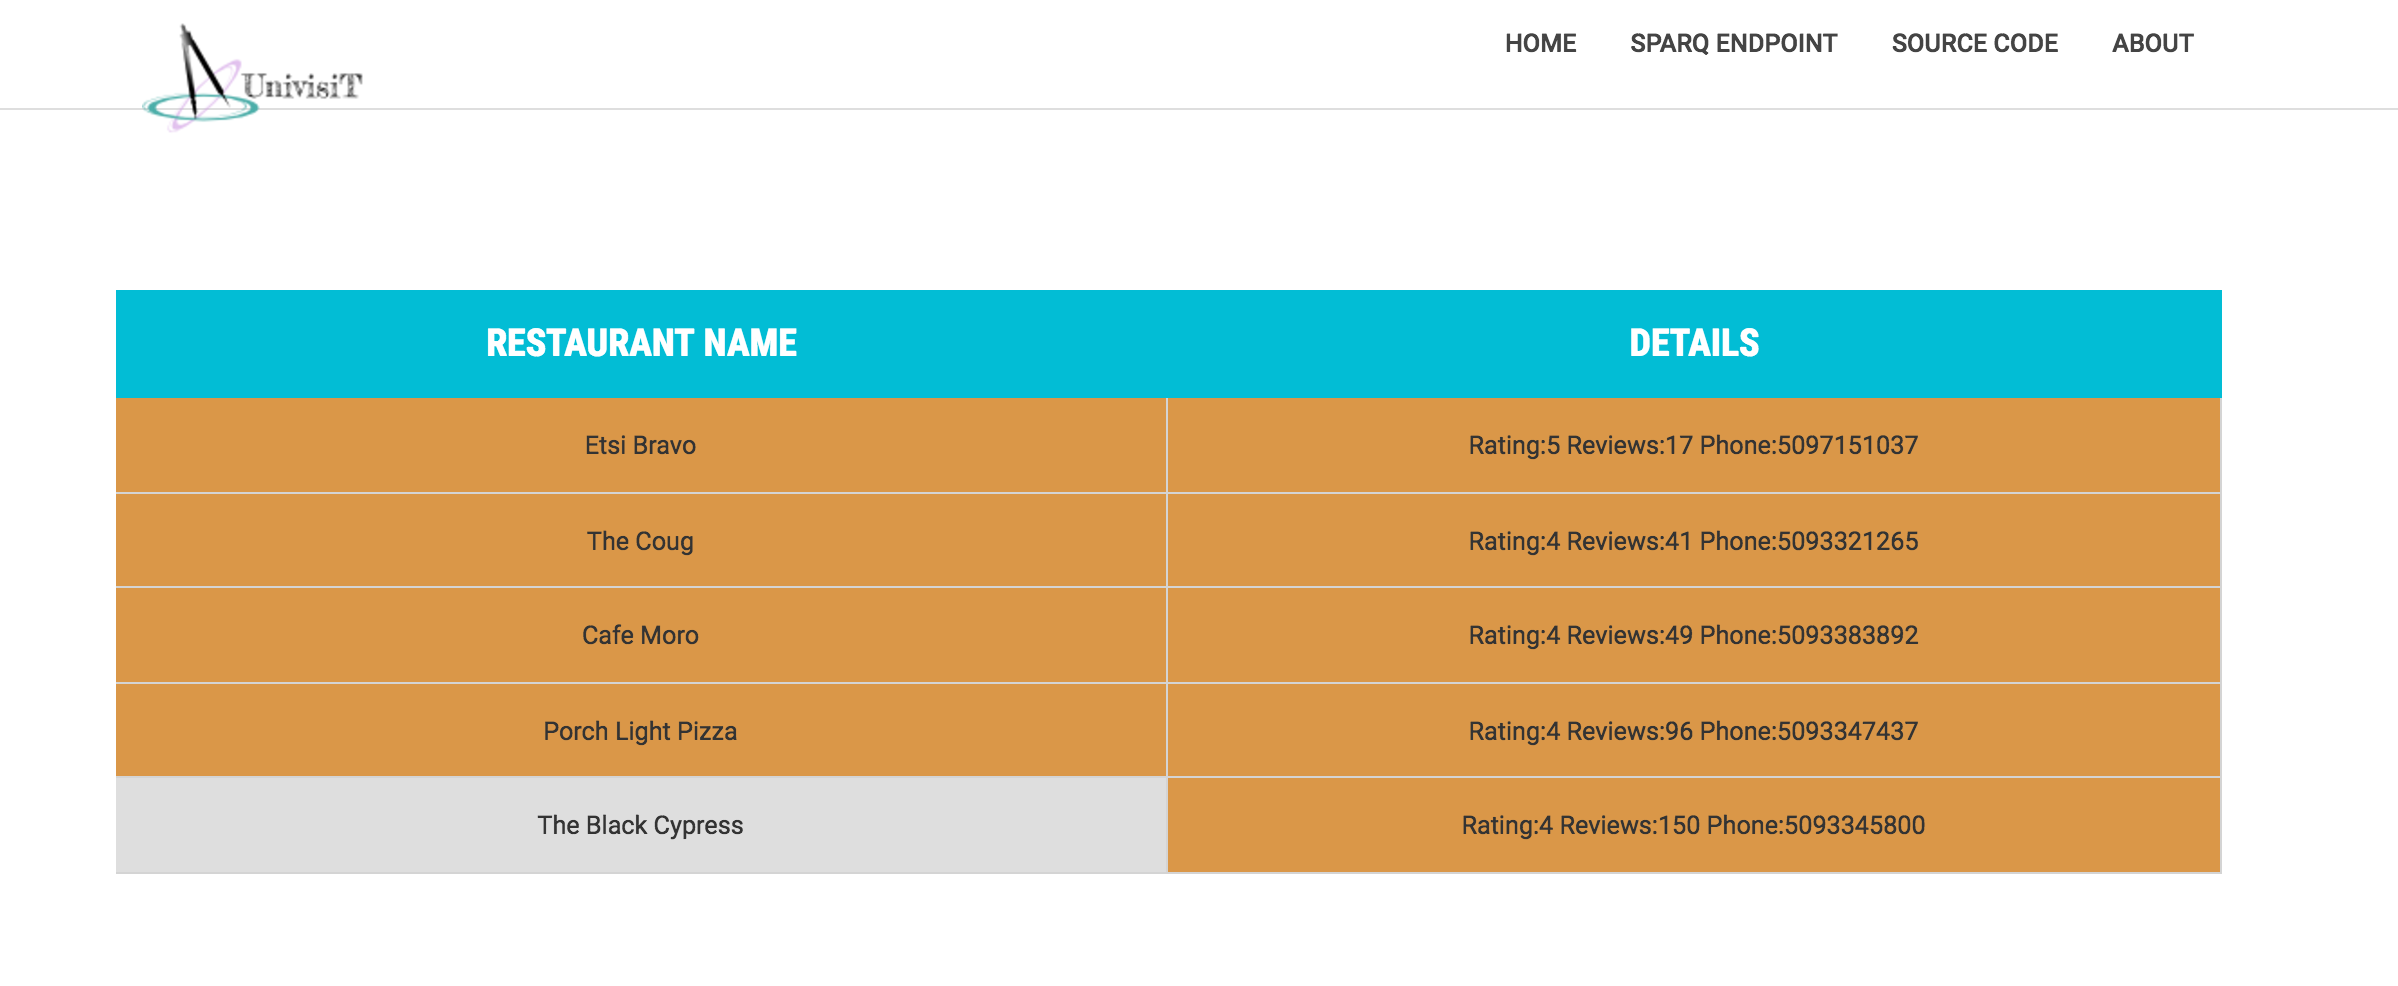 UnivisiT
HOME SPARQ ENDPOINT SOURCE CODE ABOUT
RESTAURANT NAME DETAILS
Etsi Bravo Rating:5 Reviews:17 Phone:5097151037
The Coug Rating:4 Reviews:41 Phone:5093321265
Cafe Moro Rating:4 Reviews:49 Phone:5093383892
Porch Light Pizza Rating:4 Reviews:96 Phone:5093347437
The Black Cypress Rating:4 Reviews:150 Phone:5093345800